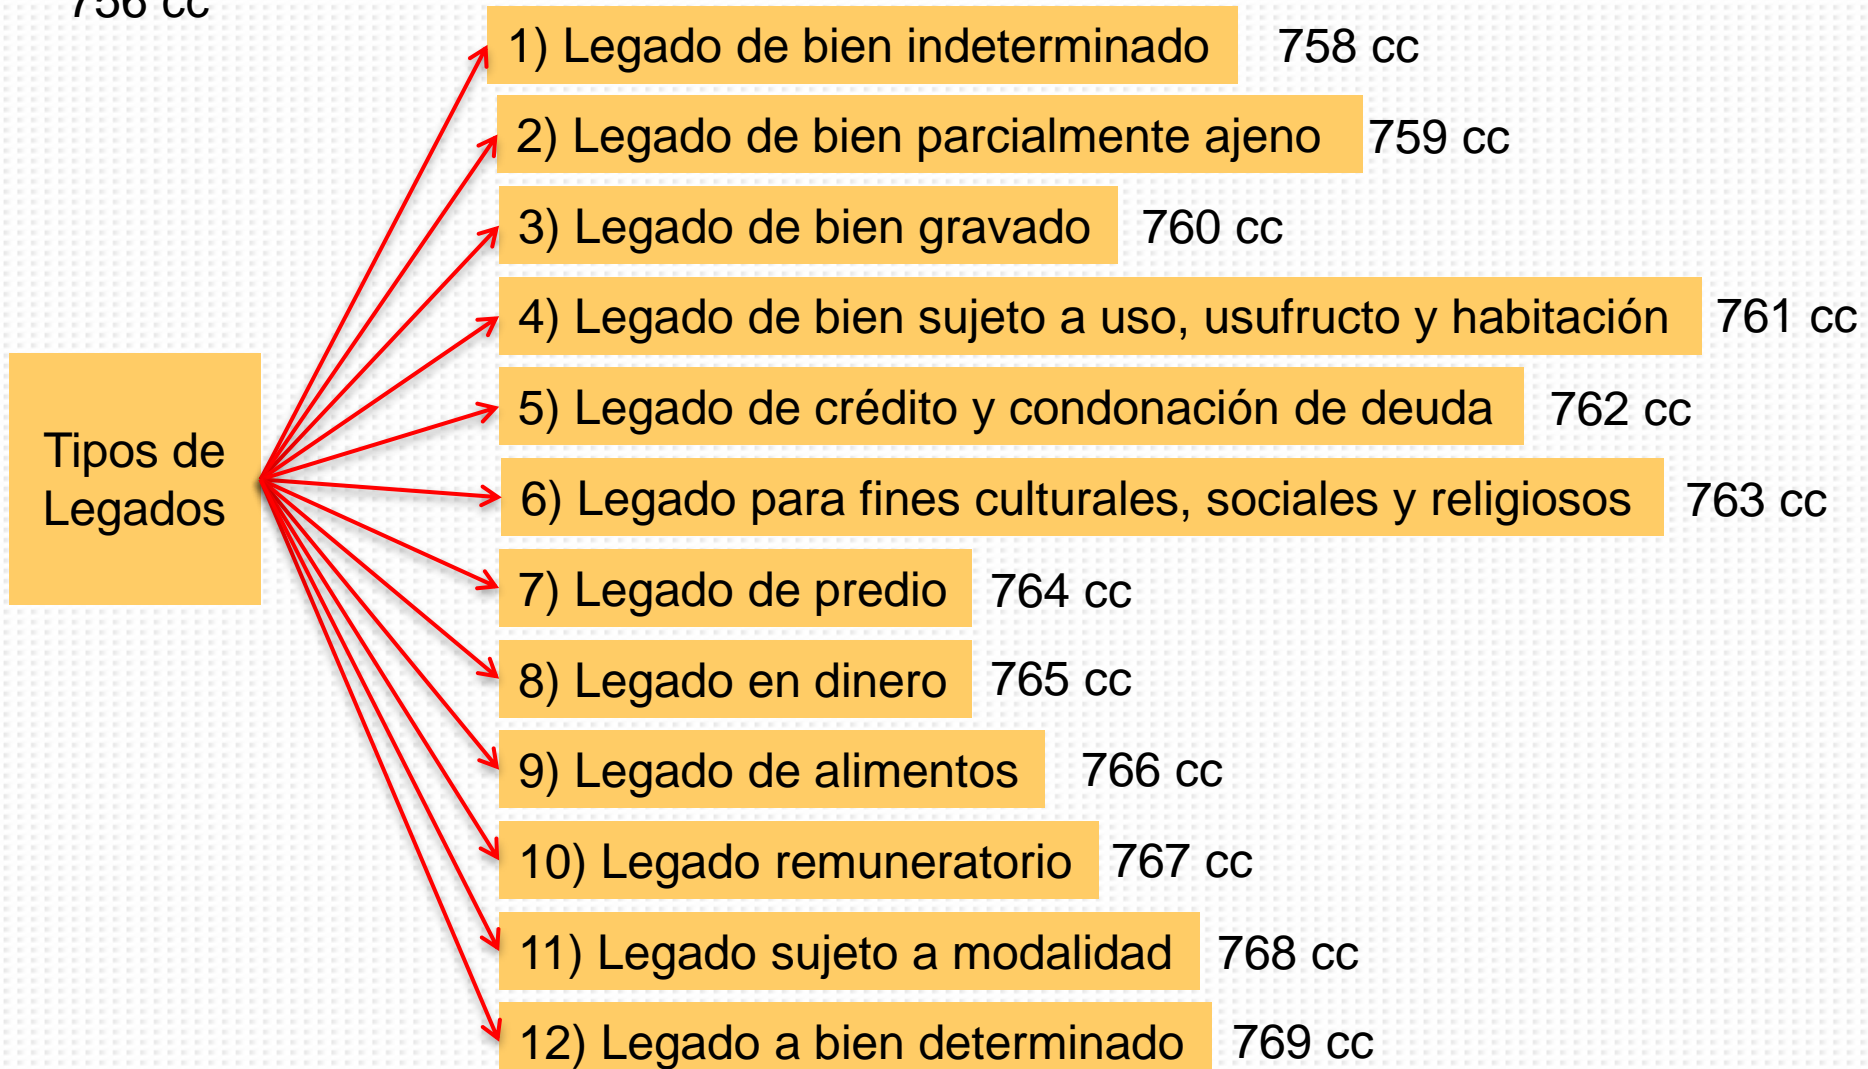 756 cc
1) Legado de bien indeterminado 758 cc
2) Legado de bien parcialmente ajeno 759 cc
3) Legado de bien gravado 760 cc
4) Legado de bien sujeto a uso, usufructo y habitación 761 cc
5) Legado de crédito y condonación de deuda 762 cc
Tipos de
Legados
6) Legado para fines culturales, sociales y religiosos 763 cc
7) Legado de predio 764 cc
8) Legado en dinero 765 cc
9) Legado de alimentos 766 cc
10) Legado remuneratorio 767 cc
11) Legado sujeto a modalidad 768 cc
12) Legado a bien determinado 769 cc